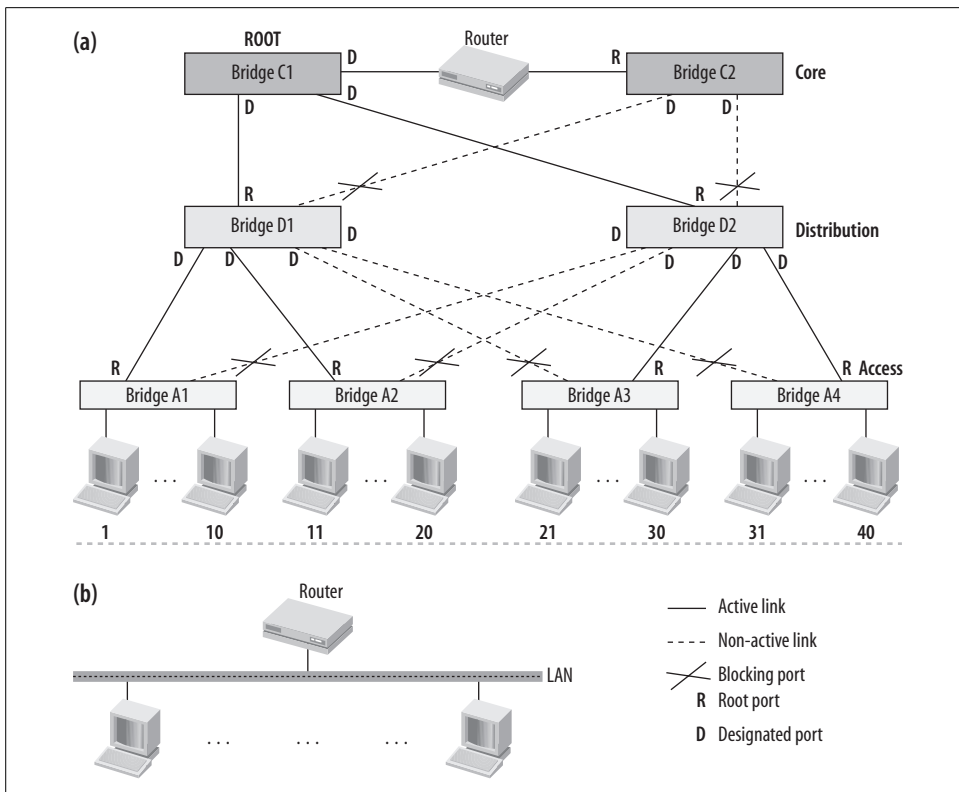 (a)
ROOT
Router
D
R
Bridge C1
Bridge C2
Core
D
D
D
D
D
R
R
Bridge D1
D
D
Bridge D2
Distribution
D
D
D
D
D
D
R
R
R
R Access
Bridge A1
Bridge A2
Bridge A3
Bridge A4
. . .
. . .
. . .
. . .
1
10
11
20
21
30
31
40
(b)
Router
LAN
. . .
. . .
. . .
Active link
Non-active link
Blocking port
R Root port
D Designated port